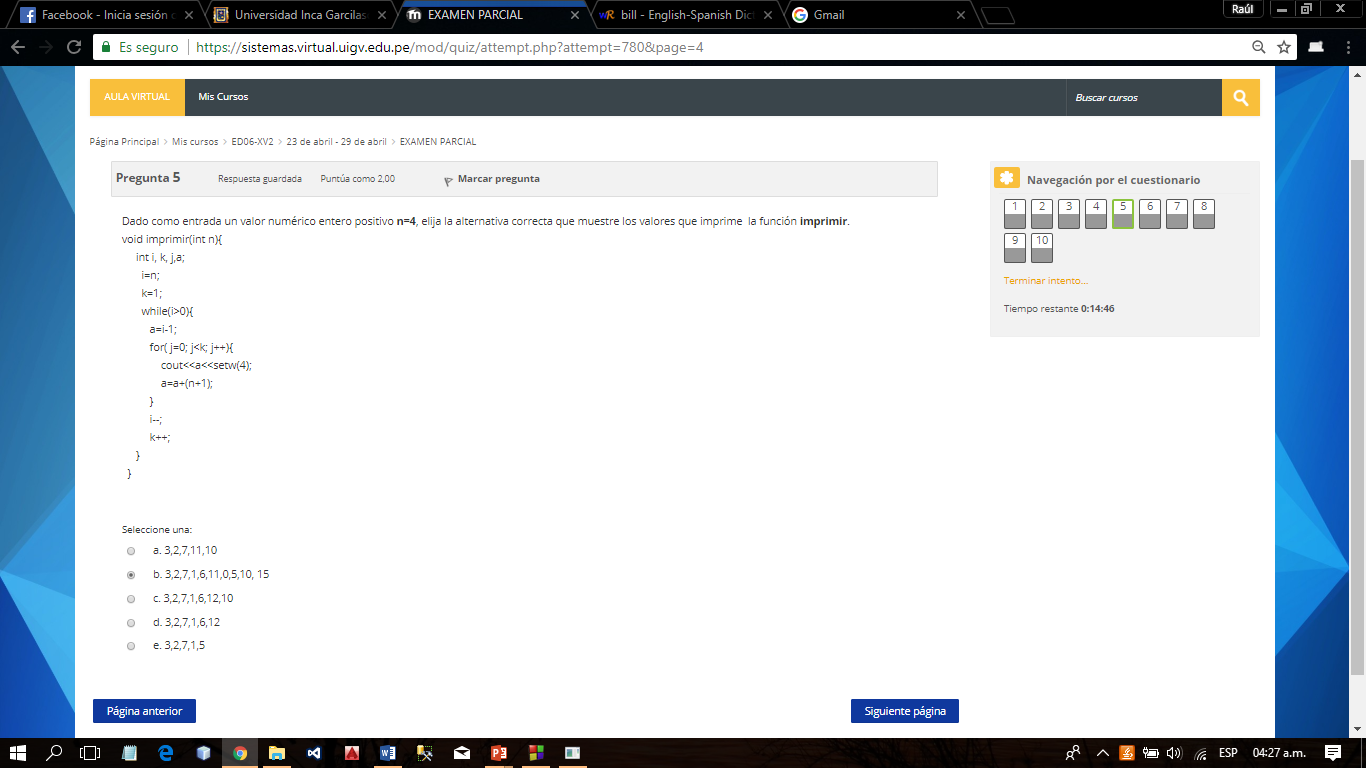 Facebook - Inicia sesión
Universidad Inca Garcilas
EXAMEN PARCIAL
bill - English-Spanish Dic
Gmail
Raúl
Es seguro
https://sistemas.virtual.uigv.edu.pe/mod/quiz/attempt.php?attempt=780&page=4
AULA VIRTUAL
Mis Cursos
Buscar cursos
Página Principal > Mis cursos > ED06-XV2 > 23 de abril - 29 de abril > EXAMEN PARCIAL
Pregunta 5
Respuesta guardada
Puntúa como 2,00
Marcar pregunta
Dado como entrada un valor numérico entero positivo n=4, elija la alternativa correcta que muestre los valores que imprime la función imprimir.
void imprimir(int n){
int i, k, j,a;
i=n;
k=1;
while(i>0){
a=i-1;
for( j=0; j<k; j++){
cout<<a<<setw(4);
a=a+(n+1);
}
i--;
k++;
}
}
Seleccione una:
a. 3,2,7,11,10
b. 3,2,7,1,6,11,0,5,10, 15
c. 3,2,7,1,6,12,10
d. 3,2,7,1,6,12
e. 3,2,7,1,5
Página anterior
Siguiente página
Navegación por el cuestionario
1 2 3 4 5 6 7 8
9 10
Terminar intento...
Tiempo restante 0:14:46
ESP
04:27 a.m.